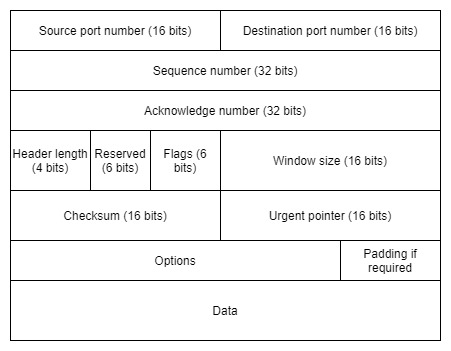 Source port number (16 bits)
Destination port number (16 bits)
Sequence number (32 bits)
Acknowledge number (32 bits)
Header length
(4 bits)
Reserved
(6 bits)
Flags (6
bits)
Window size (16 bits)
Checksum (16 bits)
Urgent pointer (16 bits)
Options
Padding if
required
Data